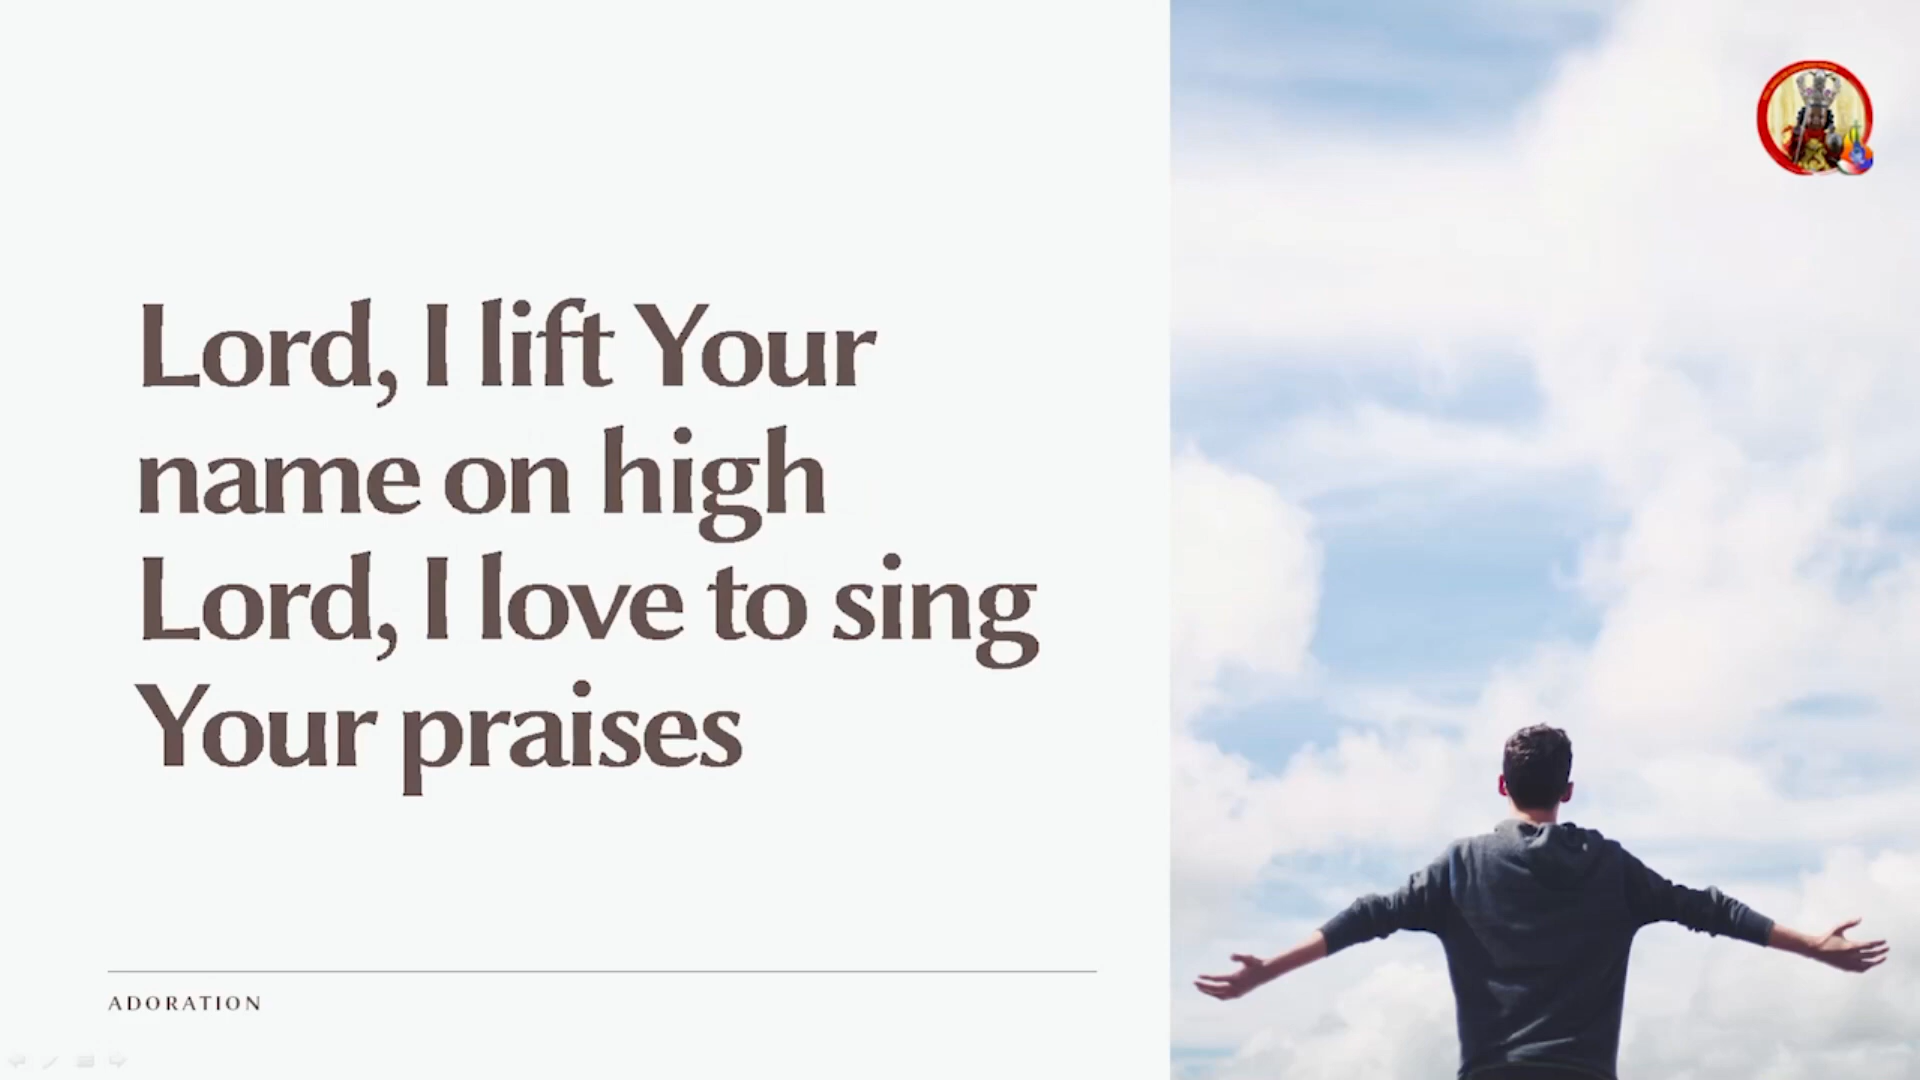 Lord, I lift Your
name on high
Lord, I love to sing
Your praises
ADORATION